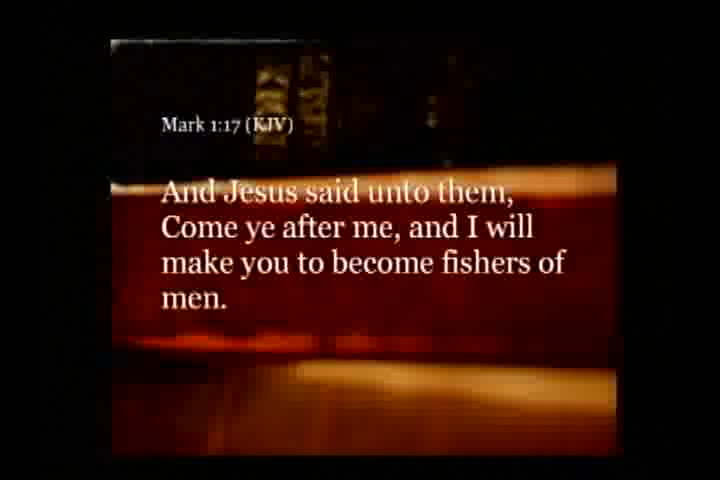 Mark 1:17 (KJV)
And Jesus said unto them,
Come ye after me, and I will
make you to become fishers of
men.